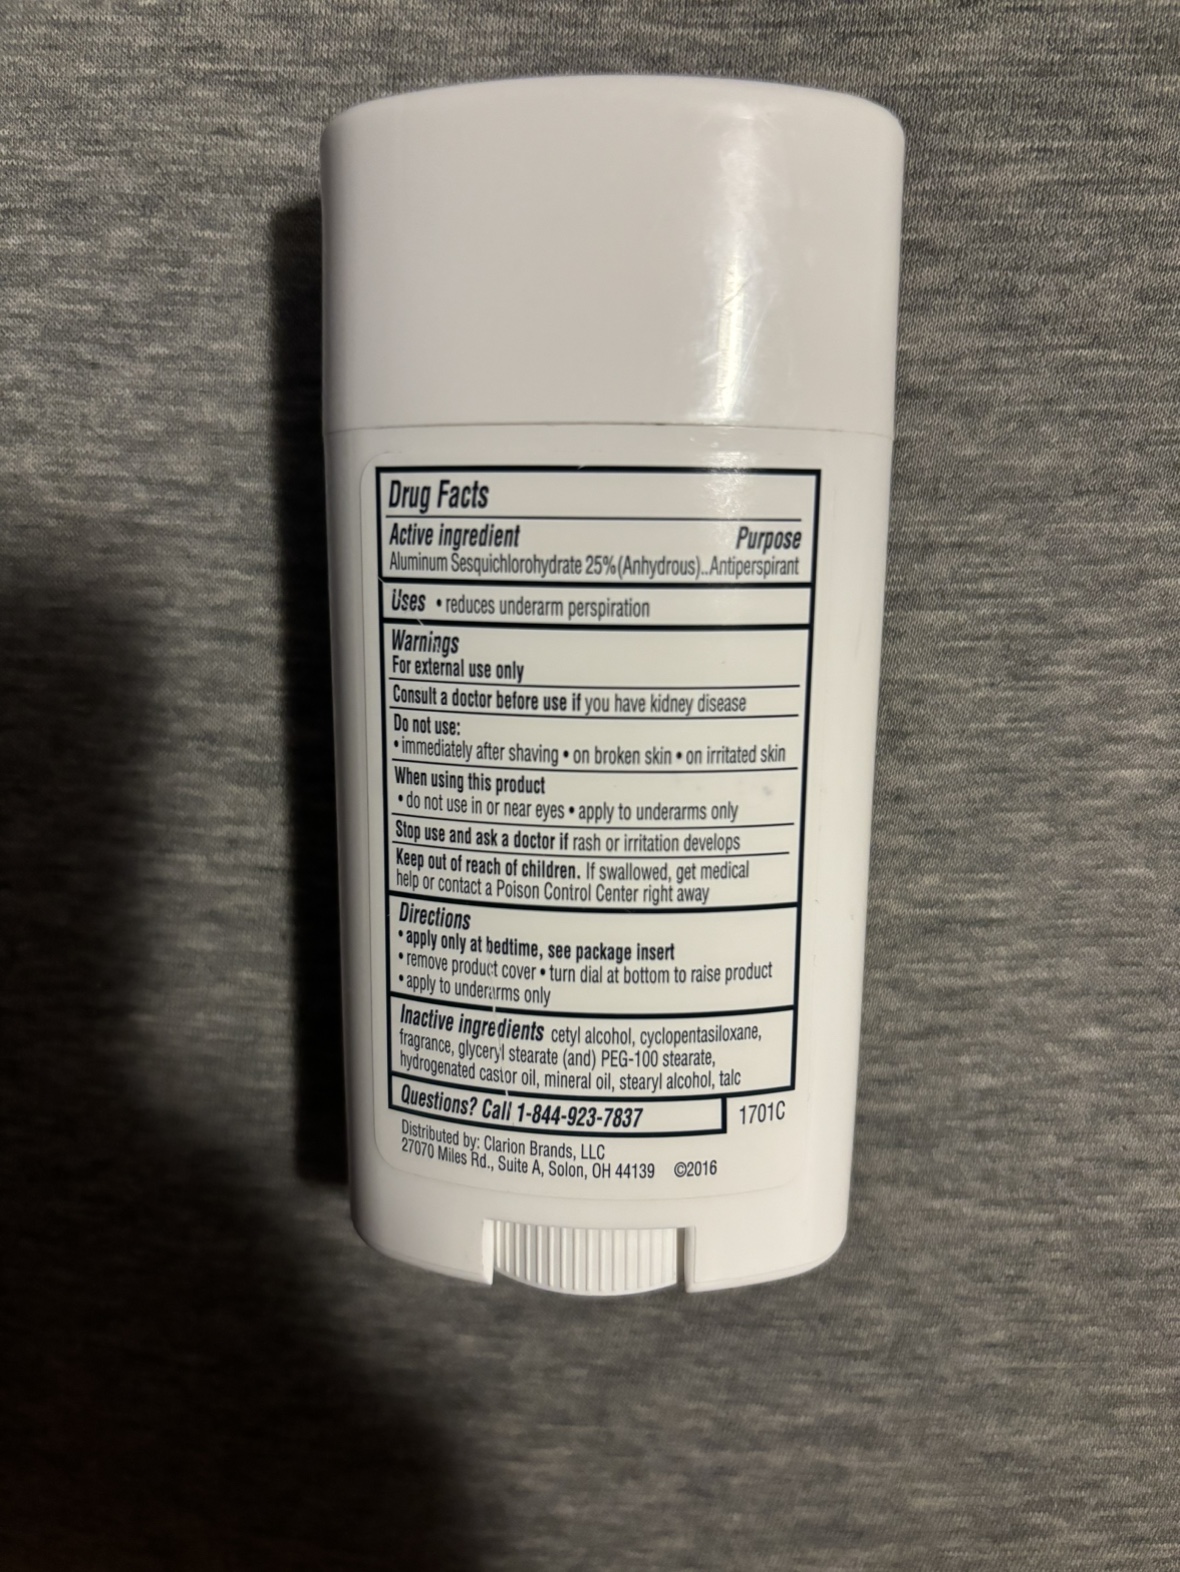 Drug Facts
Active ingredient Purpose
Aluminum Sesquichlorohydrate 25%(Anhydrous)..Antiperspirant
Uses • reduces underarm perspiration
Warnings
For external use only
Consult a doctor before use if you have kidney disease
Do not use:
• immediately after shaving • on broken skin • on irritated skin
When using this product
• do not use in or near eyes • apply to underarms only
Stop use and ask a doctor if rash or irritation develops
Keep out of reach of children. If swallowed, get medical
help or contact a Poison Control Center right away
Directions
• apply only at bedtime, see package insert
• remove product cover • turn dial at bottom to raise product
• apply to underarms only
Inactive ingredients cetyl alcohol, cyclopentasiloxane,
fragrance, glyceryl stearate (and) PEG-100 stearate,
hydrogenated castor oil, mineral oil, stearyl alcohol, talc
Questions? Call 1-844-923-7837 1701C
Distributed by: Clarion Brands, LLC
27070 Miles Rd., Suite A, Solon, OH 44139 ©2016